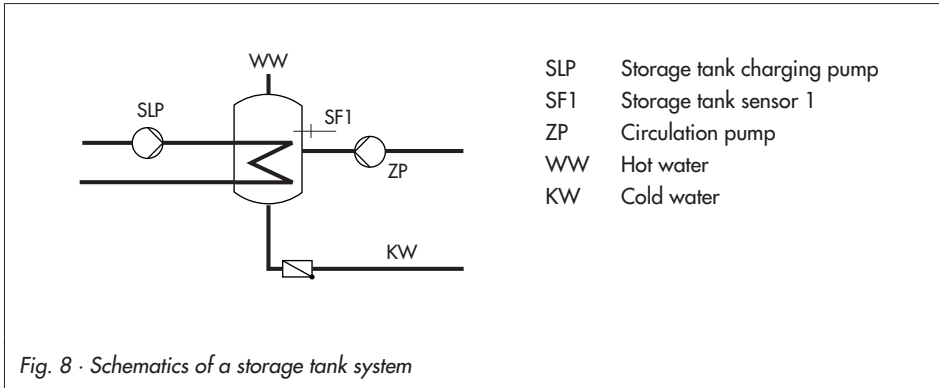 WW
SLP
SF1
ZP
KW
SLP Storage tank charging pump
SF1 Storage tank sensor 1
ZP Circulation pump
WW Hot water
KW Cold water
Fig. 8 · Schematics of a storage tank system